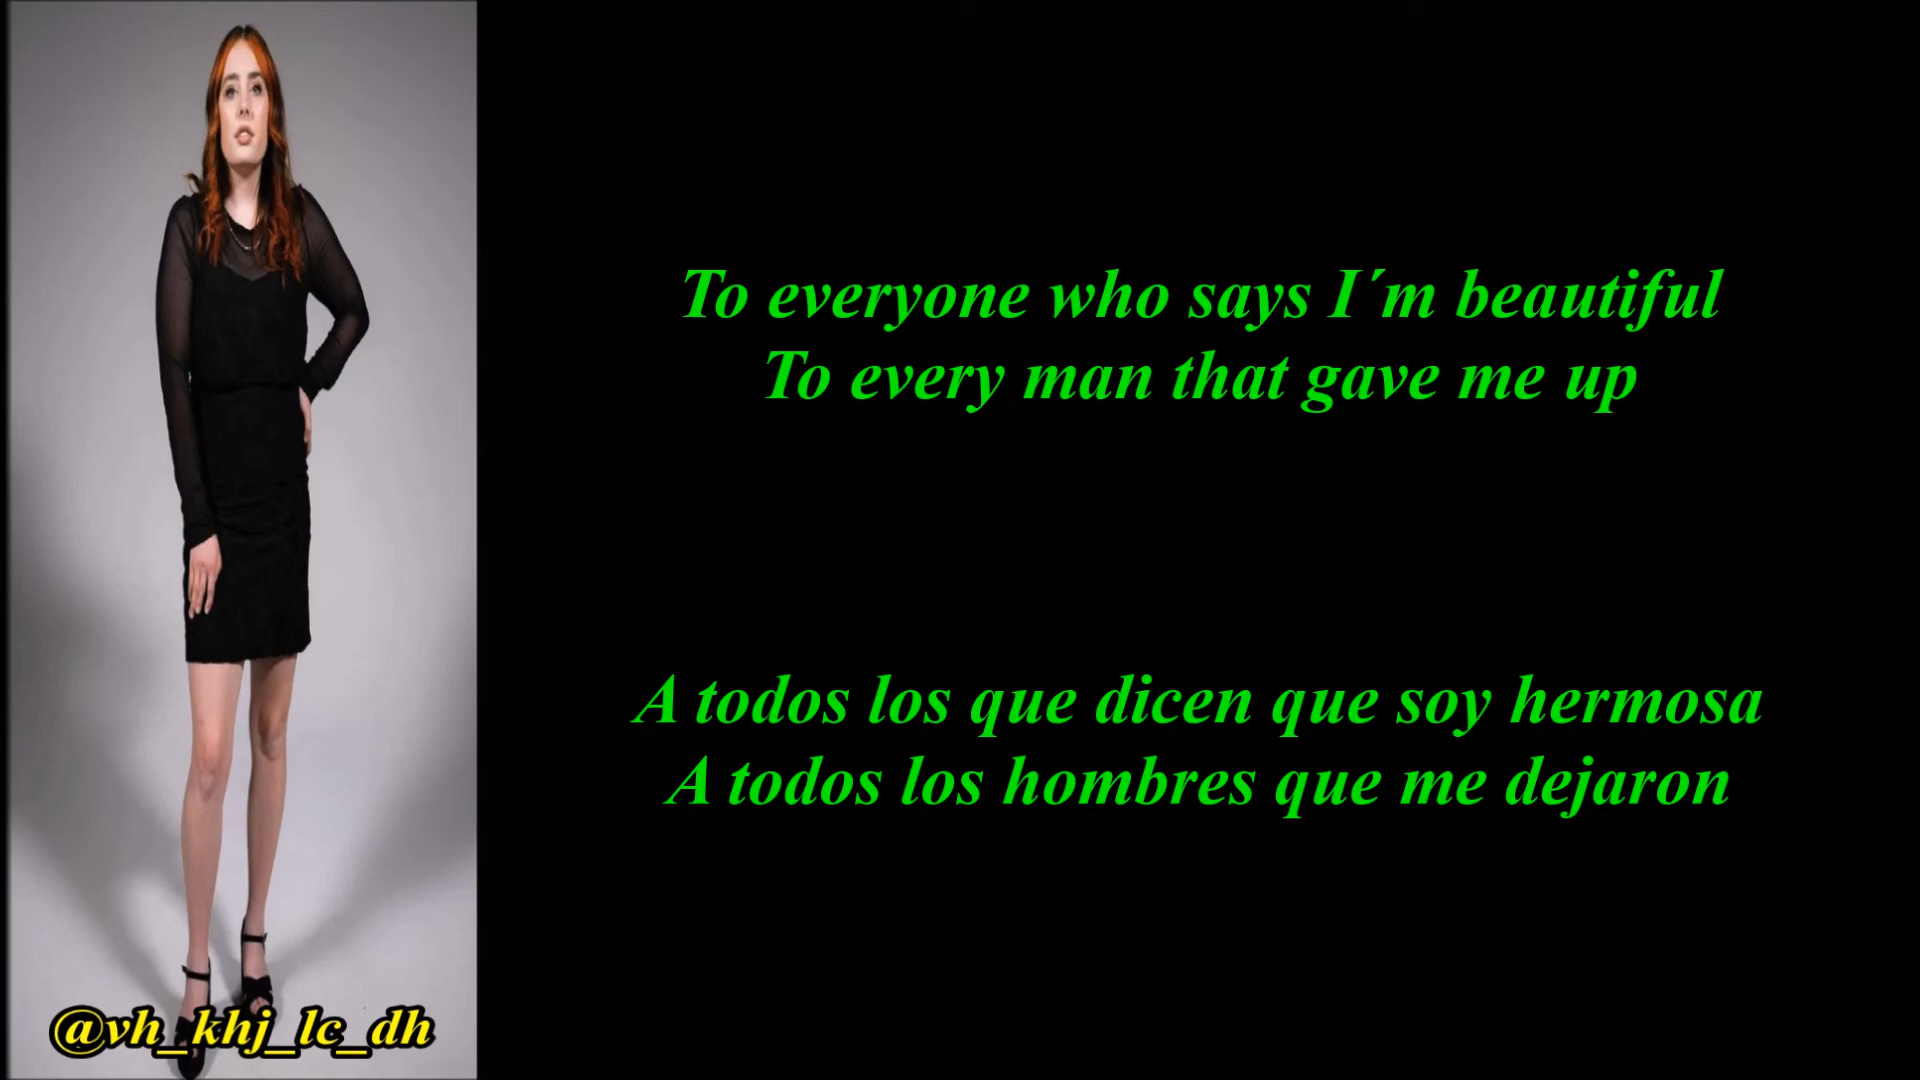 To everyone who says I´m beautiful
To every man that gave me up
A todos los que dicen que soy hermosa
A todos los hombres que me dejaron
@vh_khj_lc_dh